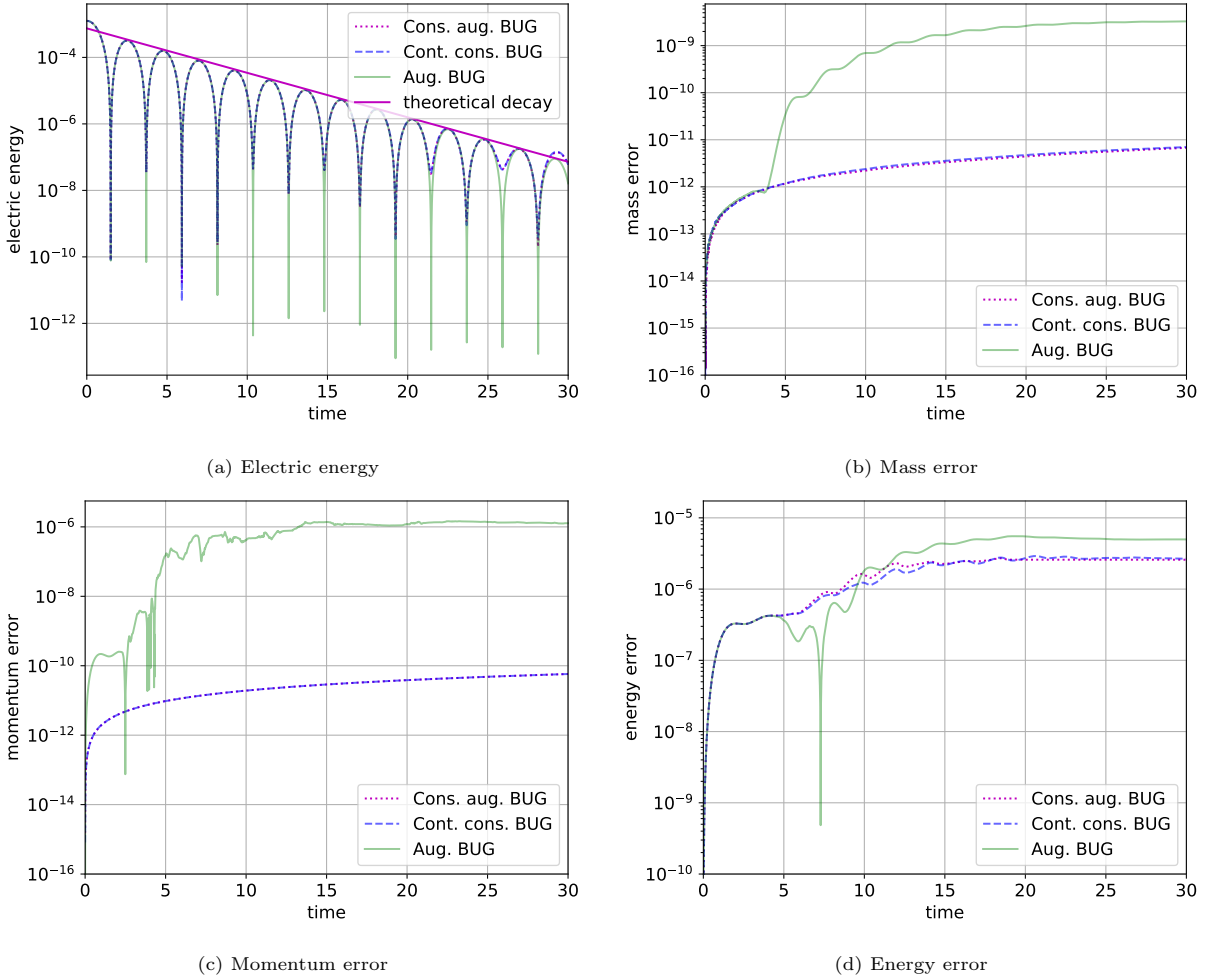 electric energy
10^{-4}
10^{-6}
10^{-8}
10^{-10}
10^{-12}
0 5 10 15 20 25 30
time
Cons. aug. BUG
Cont. cons. BUG
Aug. BUG
theoretical decay
(a) Electric energy
mass error
10^{-9}
10^{-10}
10^{-11}
10^{-12}
10^{-13}
10^{-14}
10^{-15}
10^{-16}
0 5 10 15 20 25 30
time
Cons. aug. BUG
Cont. cons. BUG
Aug. BUG
(b) Mass error
momentum error
10^{-6}
10^{-8}
10^{-10}
10^{-12}
10^{-14}
10^{-16}
0 5 10 15 20 25 30
time
Cons. aug. BUG
Cont. cons. BUG
Aug. BUG
(c) Momentum error
energy error
10^{-5}
10^{-6}
10^{-7}
10^{-8}
10^{-9}
10^{-10}
0 5 10 15 20 25 30
time
Cons. aug. BUG
Cont. cons. BUG
Aug. BUG
(d) Energy error